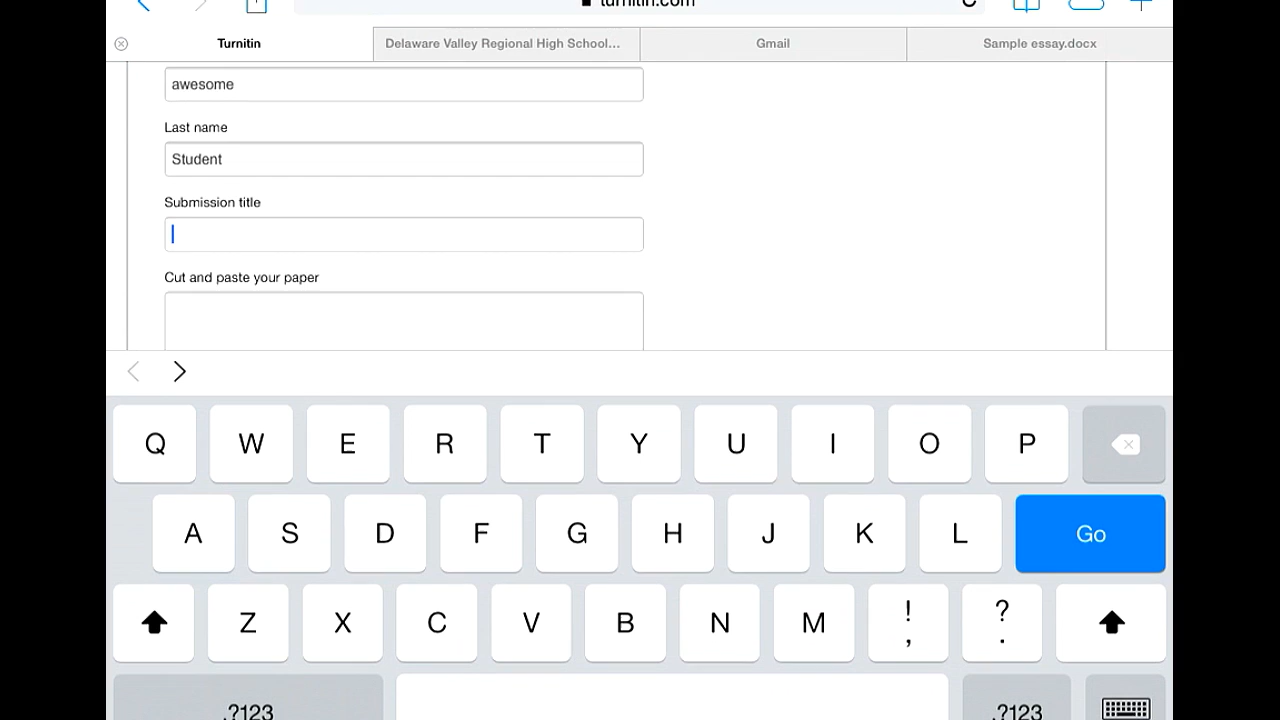 turnitin.com
Turnitin
Delaware Valley Regional High School...
Gmail
Sample essay.docx
awesome
Last name
Student
Submission title
Cut and paste your paper
Q W E R T Y U I O P
A S D F G H J K L Go
Z X C V B N M ! , ? .
.?123 .?123